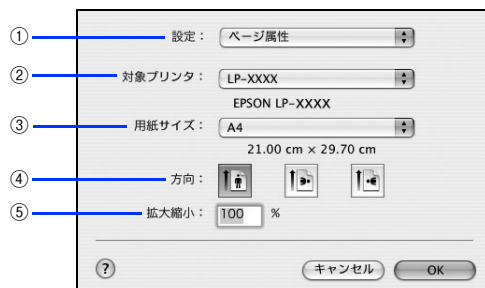 ① 設定： ページ属性
② 対象プリンタ： LP-XXXX
EPSON LP-XXXX
③ 用紙サイズ： A4
21.00 cm × 29.70 cm
④ 方向：
⑤ 拡大縮小： 100 %
? キャンセル OK